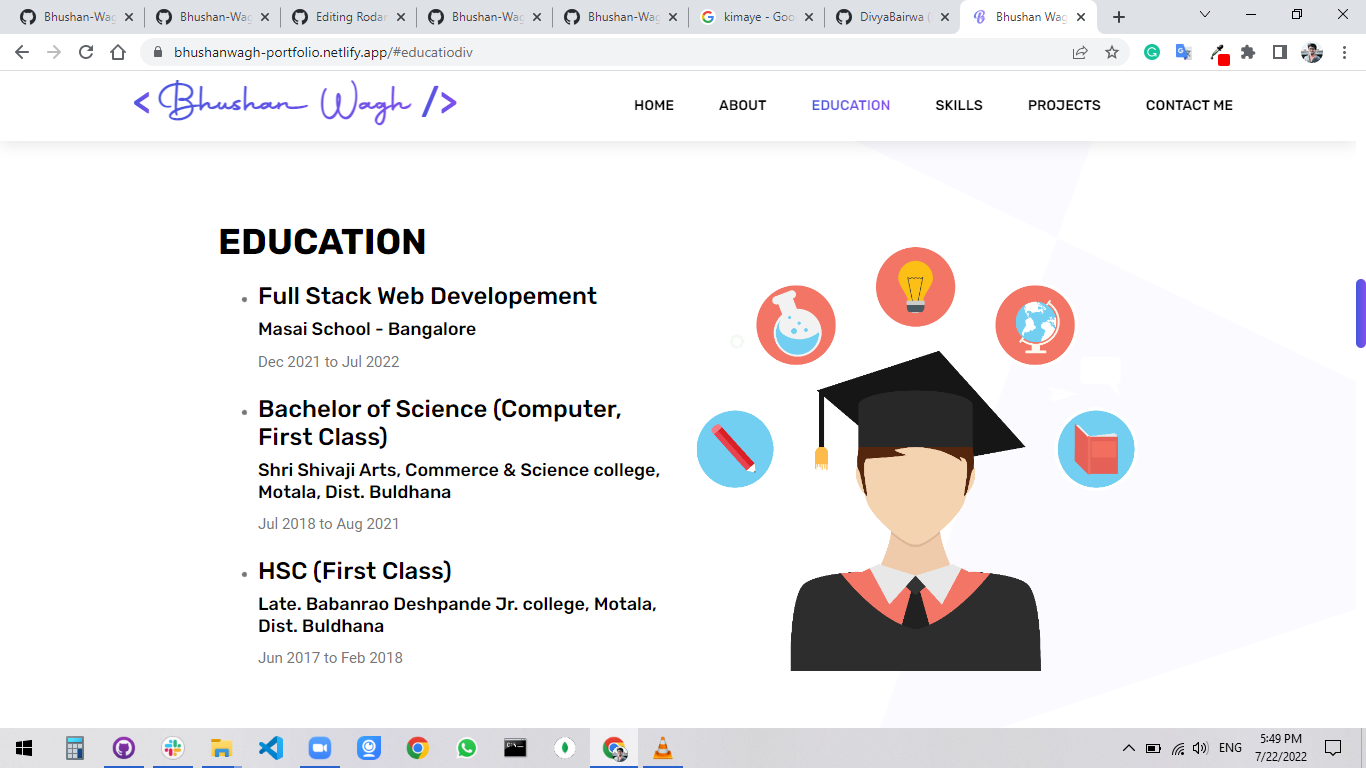 Bhushan-Wag
Bhushan-Wag
Editing Rodan
Bhushan-Wag
Bhushan-Wag
kimaye - Goo
DivyaBairwa (
Bhushan Wag
bhushanwagh-portfolio.netlify.app/#educatiodiv
< Bhushan Wagh />
HOME
ABOUT
EDUCATION
SKILLS
PROJECTS
CONTACT ME
EDUCATION
Full Stack Web Developement
Masai School - Bangalore
Dec 2021 to Jul 2022
Bachelor of Science (Computer,
First Class)
Shri Shivaji Arts, Commerce & Science college,
Motala, Dist. Buldhana
Jul 2018 to Aug 2021
HSC (First Class)
Late. Babanrao Deshpande Jr. college, Motala,
Dist. Buldhana
Jun 2017 to Feb 2018
ENG
5:49 PM
7/22/2022